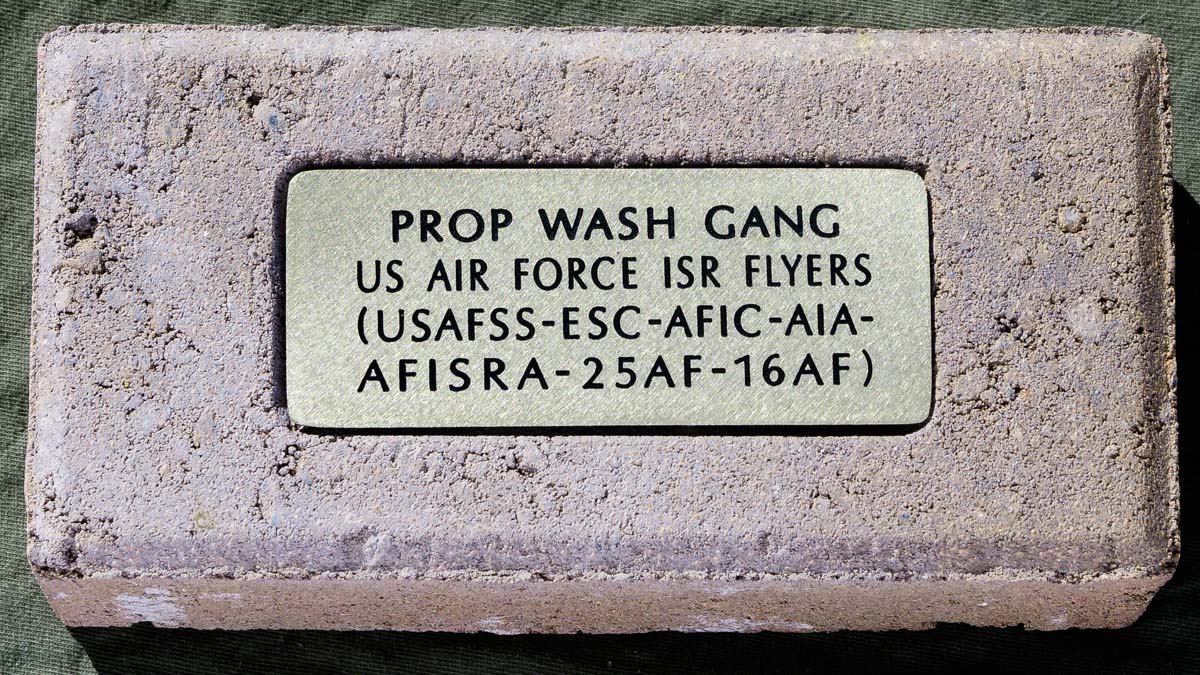 PROP WASH GANG
US AIR FORCE ISR FLYERS
(USAFSS-ESC-AFIC-AIA-
AFISRA-25AF-16AF)